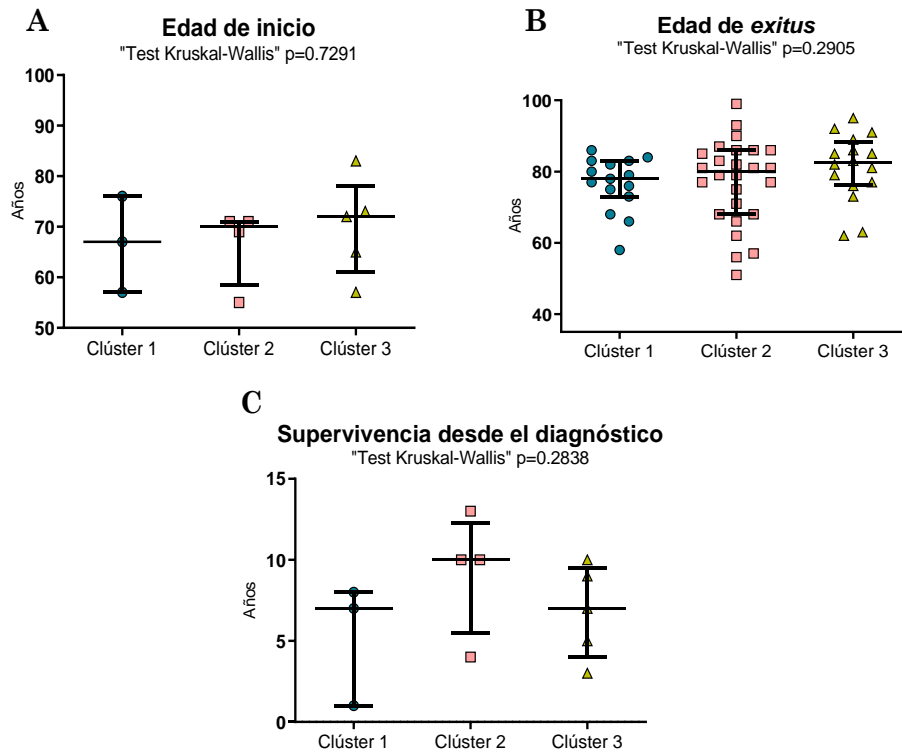 A
Edad de inicio
"Test Kruskal-Wallis" p=0.7291
100
90
80
70
60
50
Años
Clúster 1
Clúster 2
Clúster 3
B
Edad de exitus
"Test Kruskal-Wallis" p=0.2905
100
80
60
40
Años
Clúster 1
Clúster 2
Clúster 3
C
Supervivencia desde el diagnóstico
"Test Kruskal-Wallis" p=0.2838
15
10
5
0
Años
Clúster 1
Clúster 2
Clúster 3